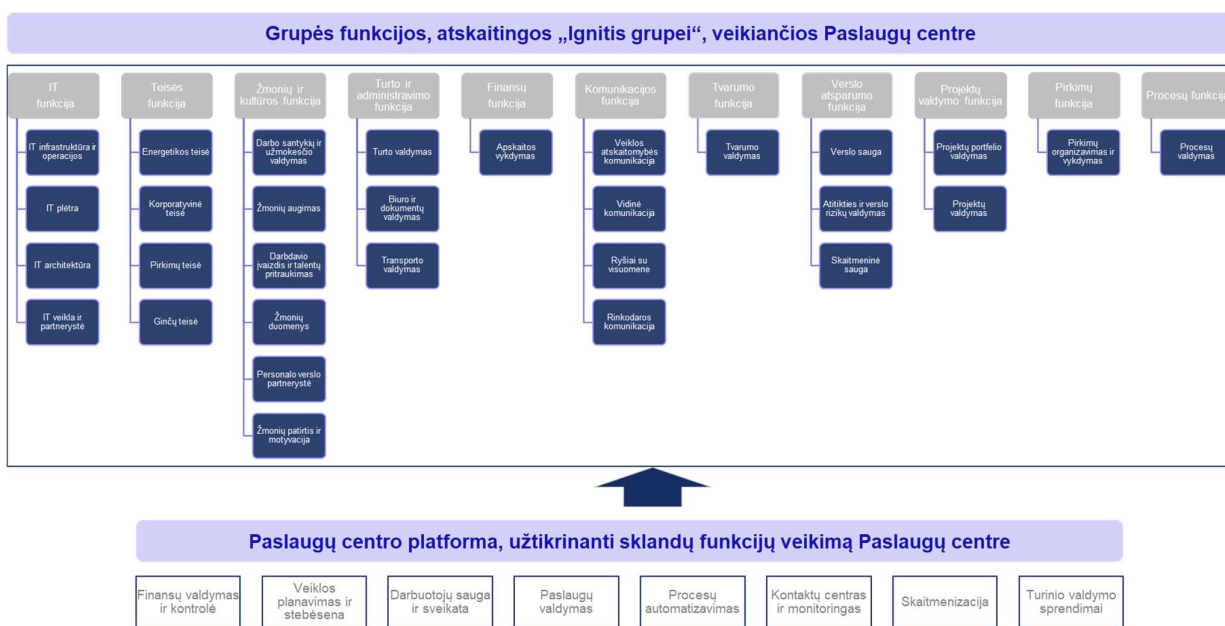 Grupės funkcijos, atskaitingos „Ignitis grupei“, veikiančios Paslaugų centre
IT
funkcija
Teisės
funkcija
Žmonių ir
kultūros funkcija
Turto ir
administravimo
funkcija
Finansų
funkcija
Komunikacijos
funkcija
Tvarumo
funkcija
Verslo
atsparumo
funkcija
Projektų
valdymo funkcija
Pirkimų
funkcija
Procesų funkcija
IT infrastruktūra ir
operacijos
IT plėtra
IT architektūra
IT veikla ir
partnerystė
Energetikos teisė
Korporatyvinė
teisė
Pirkimų teisė
Ginčų teisė
Darbo santykių ir
užmokesčio
valdymas
Žmonių augimas
Darbdavio
įvaizdis ir talentų
pritraukimas
Žmonių
duomenys
Personalo verslo
partnerystė
Žmonių patirtis ir
motyvacija
Turto valdymas
Biuro ir
dokumentų
valdymas
Transporto
valdymas
Apskaitos
vykdymas
Veiklos
atskaitomybės
komunikacija
Vidinė
komunikacija
Ryšiai su
visuomene
Rinkodaros
komunikacija
Tvarumo
valdymas
Verslo sauga
Atitikties ir verslo
rizikų valdymas
Skaitmeninė
sauga
Projektų portfelio
valdymas
Projektų
valdymas
Pirkimų
organizavimas ir
vykdymas
Procesų
valdymas
Paslaugų centro platforma, užtikrinanti sklandų funkcijų veikimą Paslaugų centre
Finansų valdymas
ir kontrolė
Veiklos
planavimas ir
stebėsena
Darbuotojų sauga
ir sveikata
Paslaugų
valdymas
Procesų
automatizavimas
Kontaktų centras
ir monitoringas
Skaitmenizacija
Turinio valdymo
sprendimai